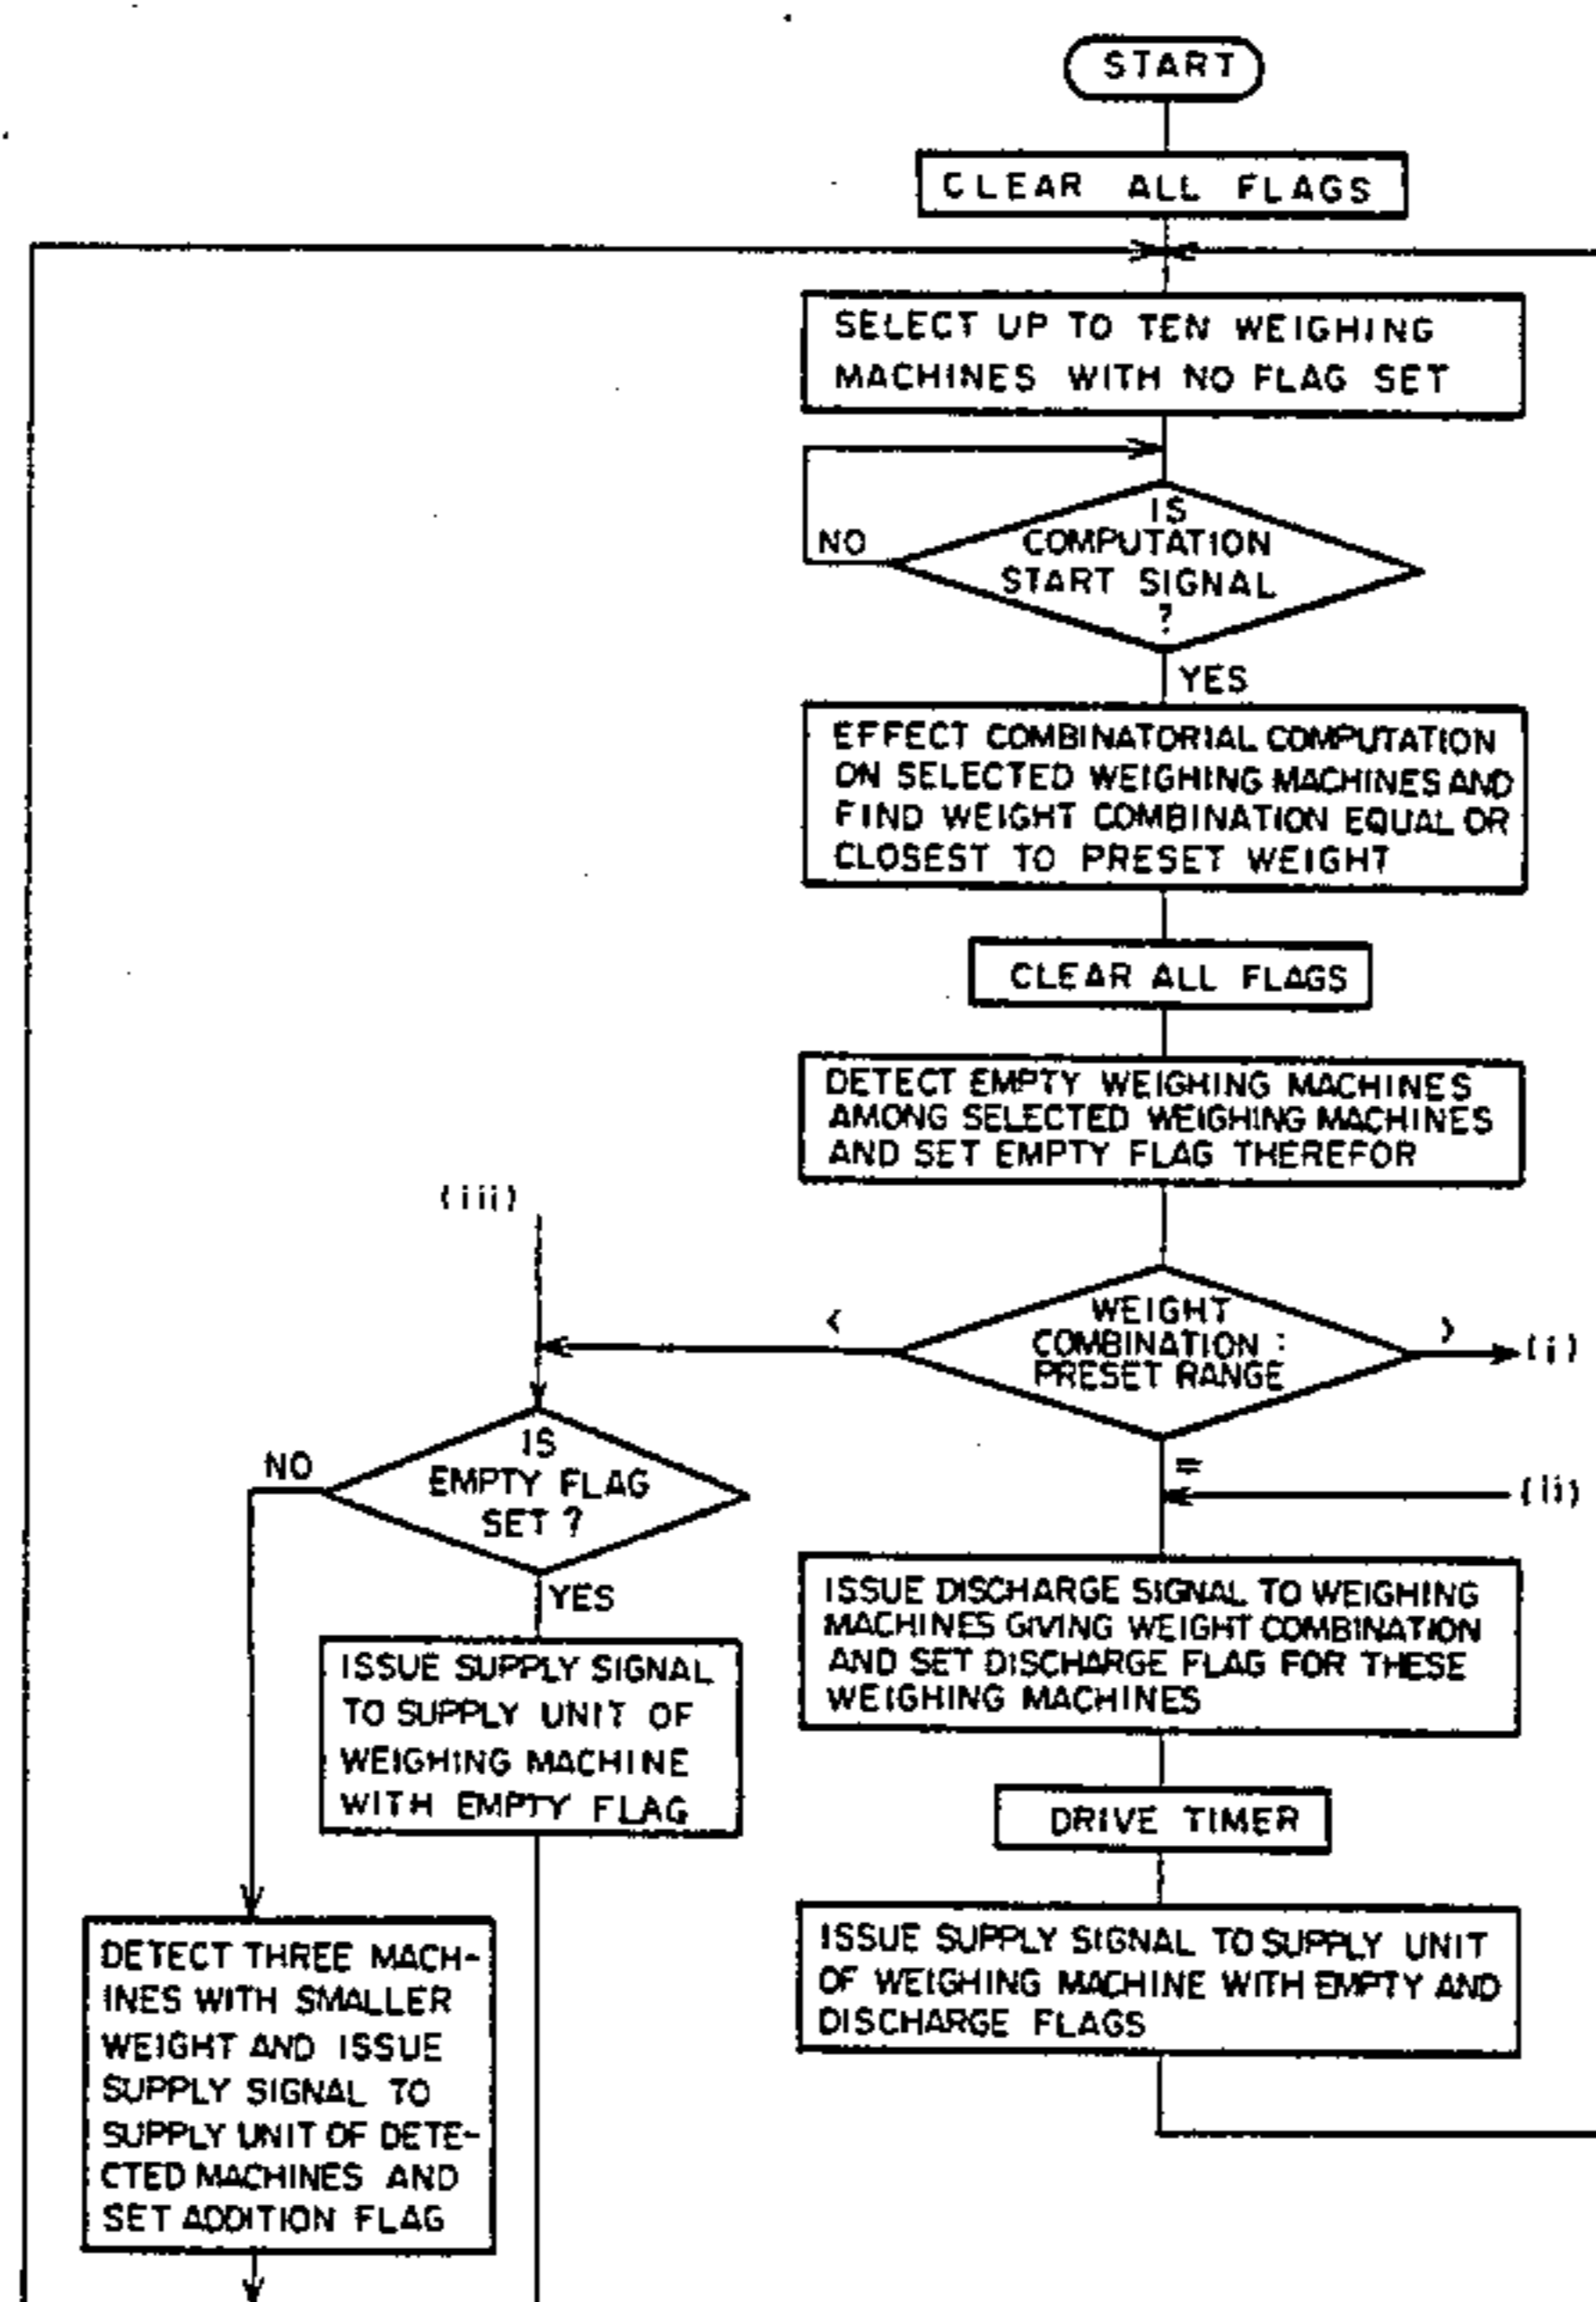 START
CLEAR ALL FLAGS
SELECT UP TO TEN WEIGHING
MACHINES WITH NO FLAG SET
IS
COMPUTATION
START SIGNAL
?
NO
YES
EFFECT COMBINATORIAL COMPUTATION
ON SELECTED WEIGHING MACHINES AND
FIND WEIGHT COMBINATION EQUAL OR
CLOSEST TO PRESET WEIGHT
CLEAR ALL FLAGS
DETECT EMPTY WEIGHING MACHINES
AMONG SELECTED WEIGHING MACHINES
AND SET EMPTY FLAG THEREFOR
(iii)
<
WEIGHT
COMBINATION :
PRESET RANGE
>
(i)
=
(ii)
IS
EMPTY FLAG
SET ?
NO
YES
ISSUE SUPPLY SIGNAL
TO SUPPLY UNIT OF
WEIGHING MACHINE
WITH EMPTY FLAG
ISSUE DISCHARGE SIGNAL TO WEIGHING
MACHINES GIVING WEIGHT COMBINATION
AND SET DISCHARGE FLAG FOR THESE
WEIGHING MACHINES
DRIVE TIMER
ISSUE SUPPLY SIGNAL TO SUPPLY UNIT
OF WEIGHING MACHINE WITH EMPTY AND
DISCHARGE FLAGS
DETECT THREE MACH-
INES WITH SMALLER
WEIGHT AND ISSUE
SUPPLY SIGNAL TO
SUPPLY UNIT OF DETE-
CTED MACHINES AND
SET ADDITION FLAG